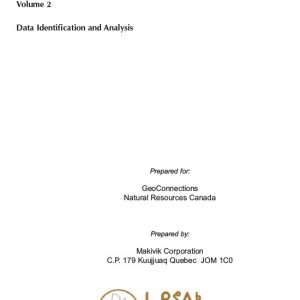 Volume 2
Data Identification and Analysis
Prepared for:
GeoConnections
Natural Resources Canada
Prepared by:
Makivik Corporation
C.P. 179 Kuujjuaq Quebec JOM 1C0